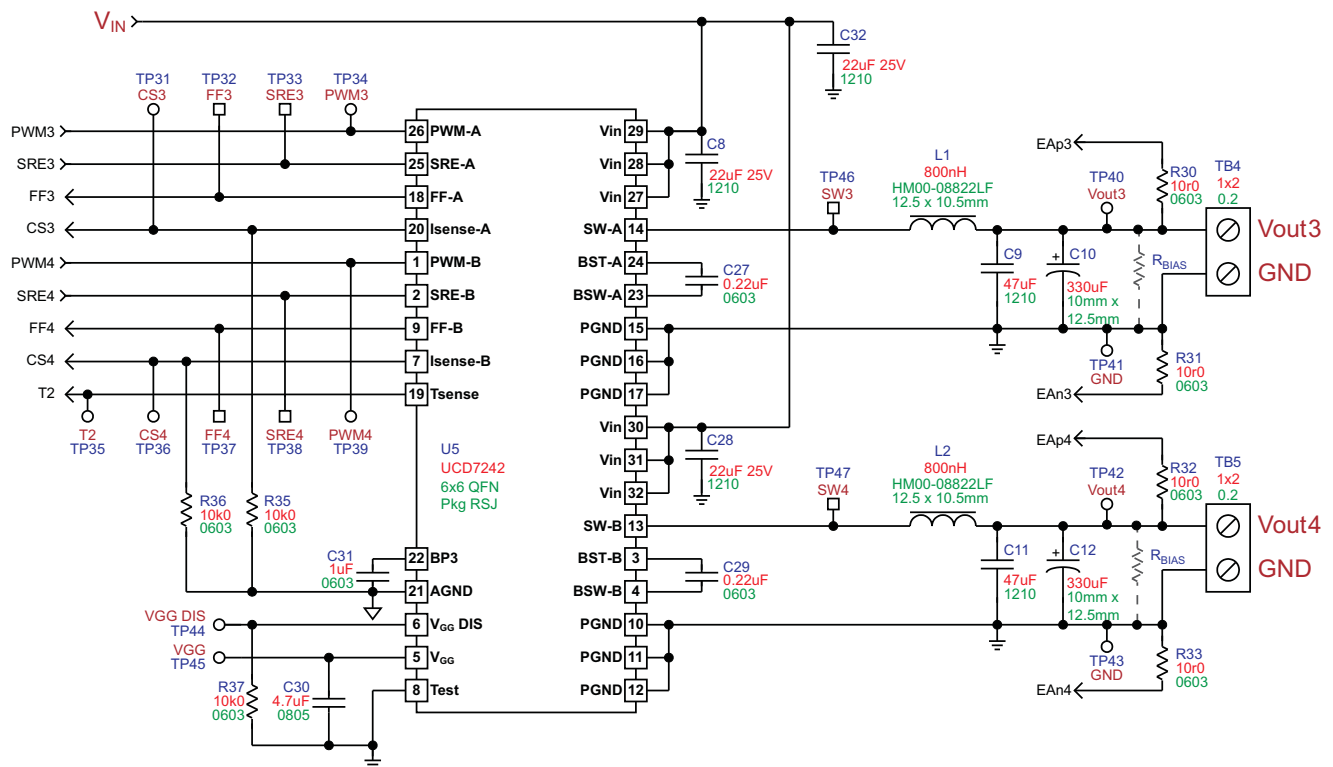 V_IN
C32
22uF 25V
1210
TP31
CS3
TP32
FF3
TP33
SRE3
TP34
PWM3
PWM3
SRE3
FF3
CS3
PWM4
SRE4
FF4
CS4
T2
26 PWM-A
25 SRE-A
18 FF-A
20 Isense-A
1 PWM-B
2 SRE-B
9 FF-B
7 Isense-B
19 Tsense
T2
TP35
CS4
TP36
FF4
TP37
SRE4
TP38
PWM4
TP39
U5
UCD7242
6x6 QFN
Pkg RSJ
R36
10k0
0603
R35
10k0
0603
C31
1uF
0603
22 BP3
21 AGND
6 V_GG DIS
5 V_GG
8 Test
VGG DIS
TP44
VGG
TP45
R37
10k0
0603
C30
4.7uF
0805
Vin 29
Vin 28
Vin 27
SW-A 14
BST-A 24
BSW-A 23
PGND 15
PGND 16
PGND 17
Vin 30
Vin 31
Vin 32
SW-B 13
BST-B 3
BSW-B 4
PGND 10
PGND 11
PGND 12
C8
22uF 25V
1210
C27
0.22uF
0603
C28
22uF 25V
1210
C29
0.22uF
0603
TP46
SW3
L1
800nH
HM00-08822LF
12.5 x 10.5mm
C9
47uF
1210
+
C10
330uF
10mm x
12.5mm
EAp3
TP40
Vout3
R_BIAS
R30
10r0
0603
TB4
1x2
0.2
Vout3
GND
TP41
GND
R31
10r0
0603
EAn3
TP47
SW4
L2
800nH
HM00-08822LF
12.5 x 10.5mm
C11
47uF
1210
+
C12
330uF
10mm x
12.5mm
EAp4
TP42
Vout4
R_BIAS
R32
10r0
0603
TB5
1x2
0.2
Vout4
GND
TP43
GND
R33
10r0
0603
EAn4